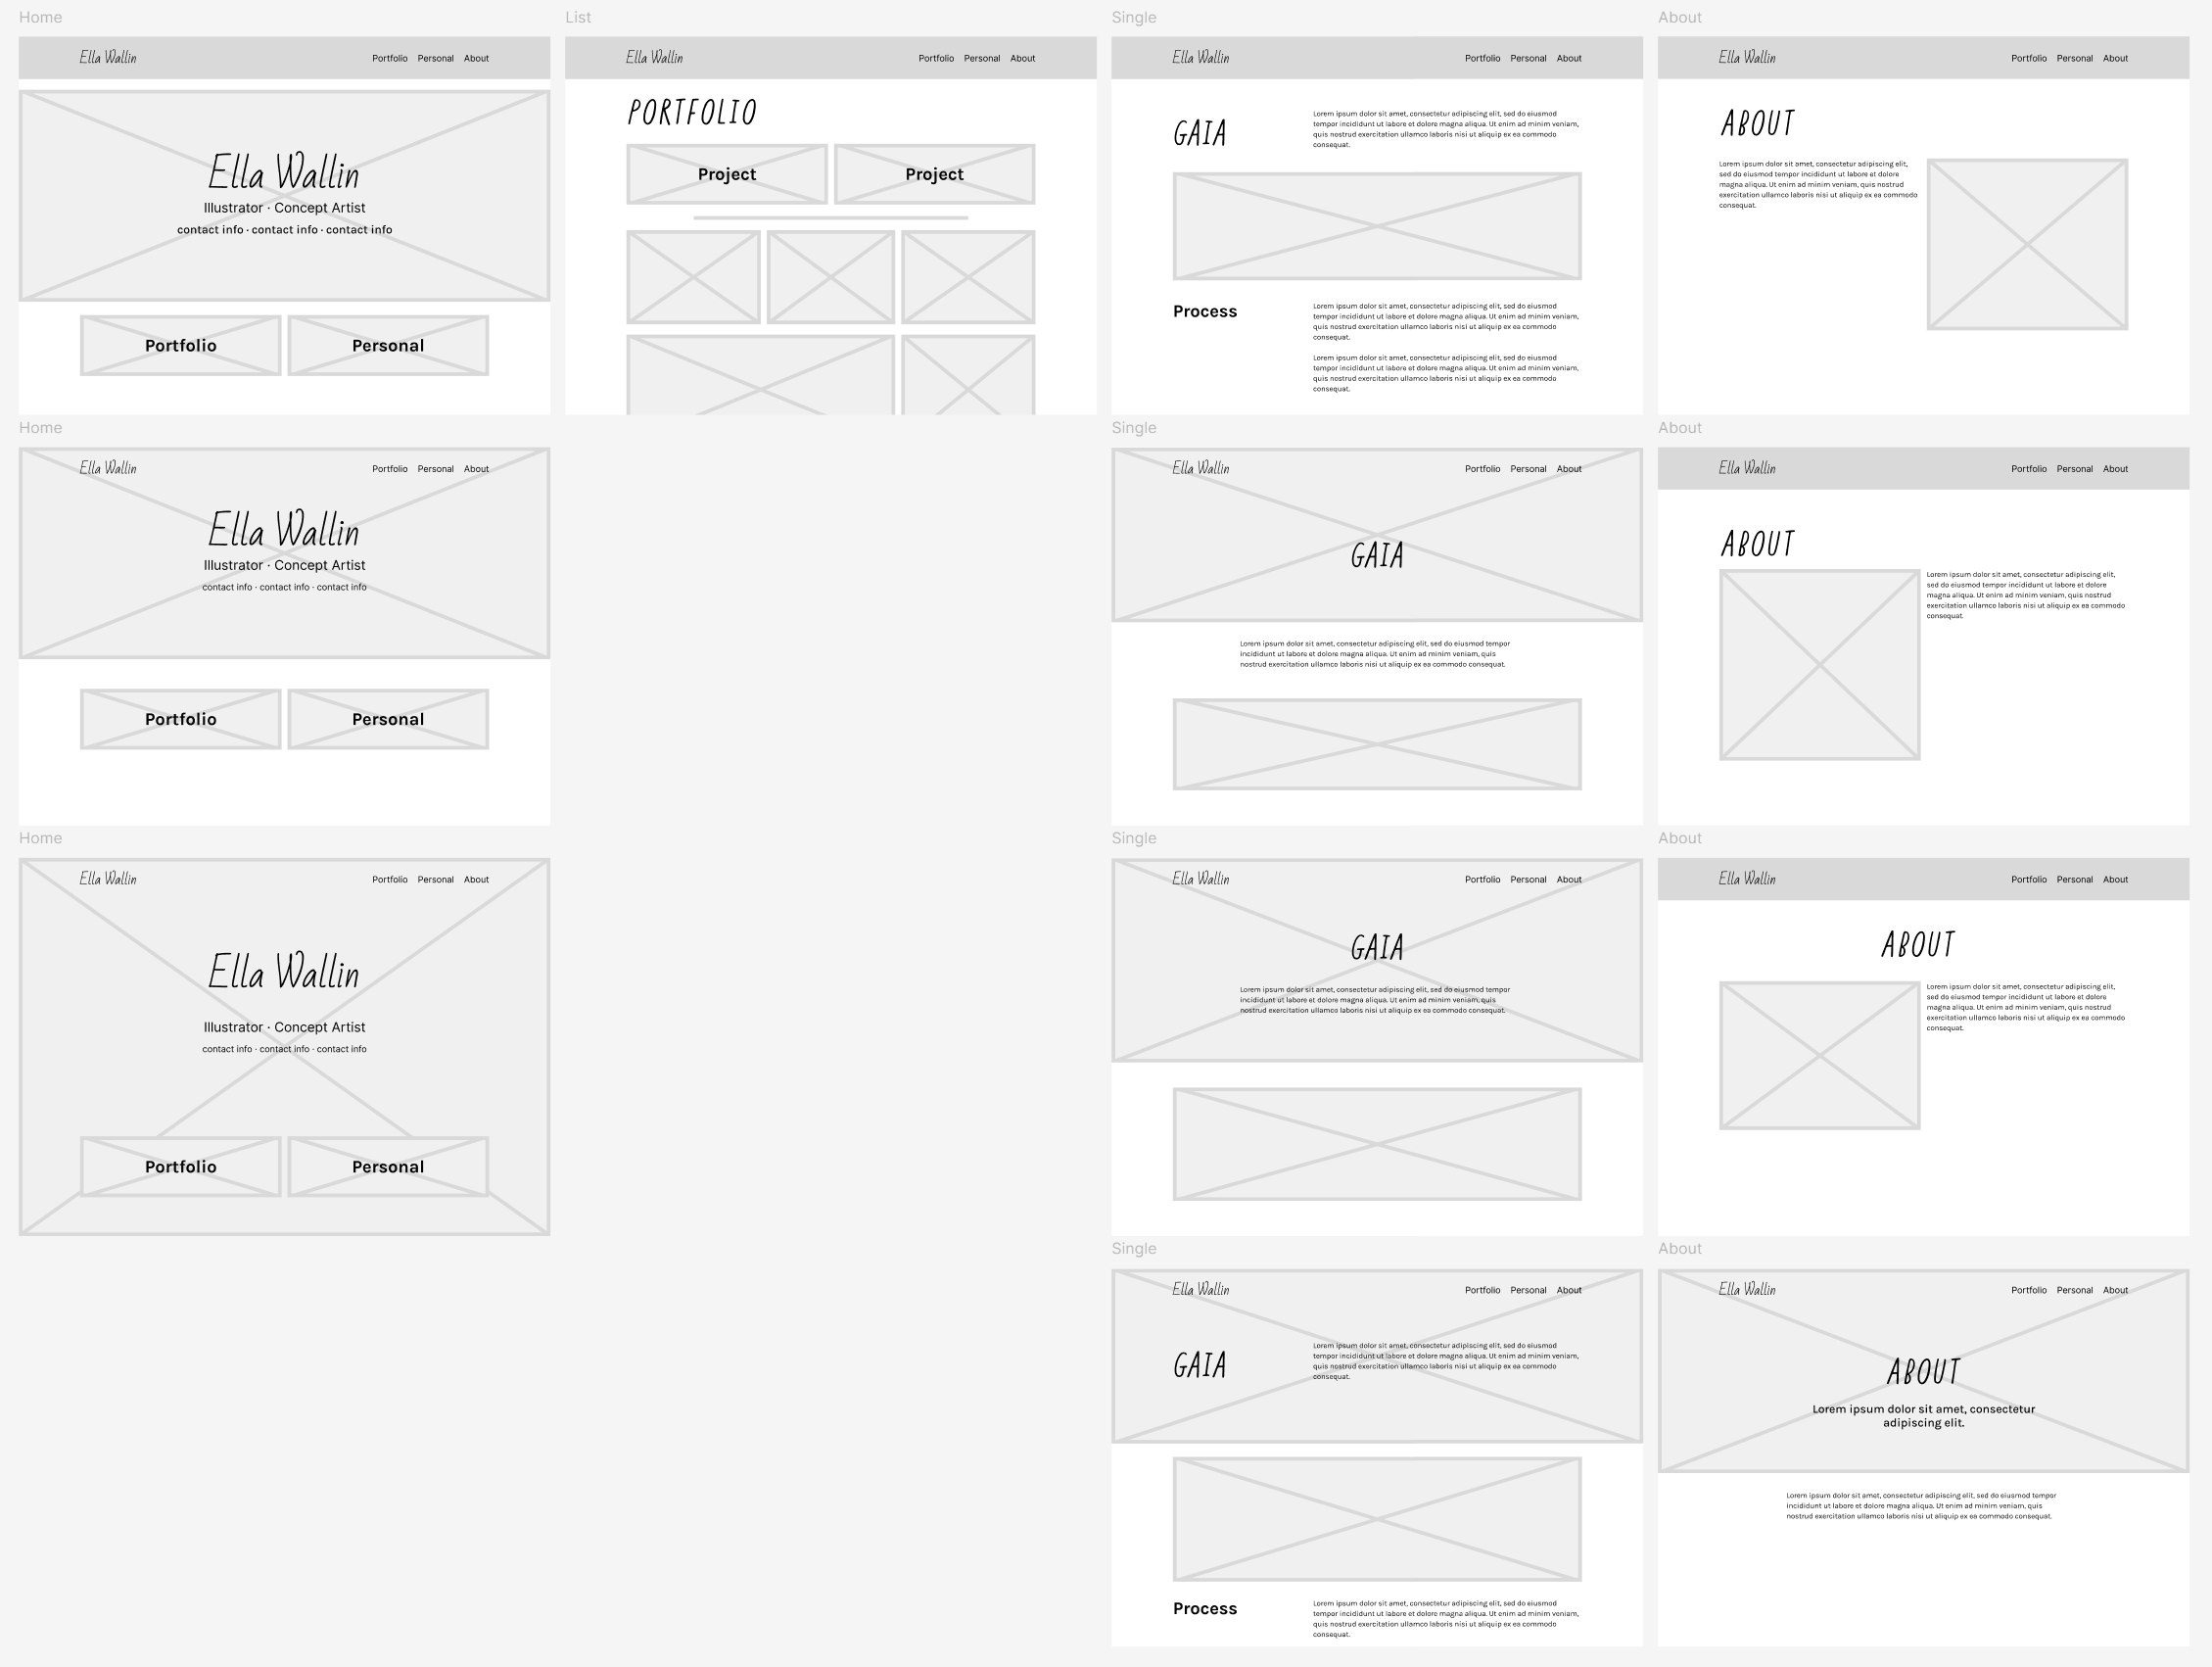 Home
Ella Wallin
Portfolio Personal About
Ella Wallin
Illustrator · Concept Artist
contact info · contact info · contact info
Portfolio
Personal
List
Ella Wallin
Portfolio Personal About
PORTFOLIO
Project
Project
Single
Ella Wallin
Portfolio Personal About
GAIA
Lorem ipsum dolor sit amet, consectetur adipiscing elit, sed do eiusmod
tempor incididunt ut labore et dolore magna aliqua. Ut enim ad minim veniam,
quis nostrud exercitation ullamco laboris nisi ut aliquip ex ea commodo
consequat.
Process
Lorem ipsum dolor sit amet, consectetur adipiscing elit, sed do eiusmod
tempor incididunt ut labore et dolore magna aliqua. Ut enim ad minim veniam,
quis nostrud exercitation ullamco laboris nisi ut aliquip ex ea commodo
consequat.
Lorem ipsum dolor sit amet, consectetur adipiscing elit, sed do eiusmod
tempor incididunt ut labore et dolore magna aliqua. Ut enim ad minim veniam,
quis nostrud exercitation ullamco laboris nisi ut aliquip ex ea commodo
consequat.
About
Ella Wallin
Portfolio Personal About
ABOUT
Lorem ipsum dolor sit amet, consectetur adipiscing elit,
sed do eiusmod tempor incididunt ut labore et dolore
magna aliqua. Ut enim ad minim veniam, quis nostrud
exercitation ullamco laboris nisi ut aliquip ex ea commodo
consequat.
Home
Ella Wallin
Portfolio Personal About
Ella Wallin
Illustrator · Concept Artist
contact info · contact info · contact info
Portfolio
Personal
Single
Ella Wallin
Portfolio Personal About
GAIA
Lorem ipsum dolor sit amet, consectetur adipiscing elit, sed do eiusmod tempor
incididunt ut labore et dolore magna aliqua. Ut enim ad minim veniam, quis
nostrud exercitation ullamco laboris nisi ut aliquip ex ea commodo consequat.
About
Ella Wallin
Portfolio Personal About
ABOUT
Lorem ipsum dolor sit amet, consectetur adipiscing elit,
sed do eiusmod tempor incididunt ut labore et dolore
magna aliqua. Ut enim ad minim veniam, quis nostrud
exercitation ullamco laboris nisi ut aliquip ex ea commodo
consequat.
Home
Ella Wallin
Portfolio Personal About
Ella Wallin
Illustrator · Concept Artist
contact info · contact info · contact info
Portfolio
Personal
Single
Ella Wallin
Portfolio Personal About
GAIA
Lorem ipsum dolor sit amet, consectetur adipiscing elit, sed do eiusmod tempor
incididunt ut labore et dolore magna aliqua. Ut enim ad minim veniam, quis
nostrud exercitation ullamco laboris nisi ut aliquip ex ea commodo consequat.
About
Ella Wallin
Portfolio Personal About
ABOUT
Lorem ipsum dolor sit amet, consectetur adipiscing elit,
sed do eiusmod tempor incididunt ut labore et dolore
magna aliqua. Ut enim ad minim veniam, quis nostrud
exercitation ullamco laboris nisi ut aliquip ex ea commodo
consequat.
Single
Ella Wallin
Portfolio Personal About
GAIA
Lorem ipsum dolor sit amet, consectetur adipiscing elit, sed do eiusmod
tempor incididunt ut labore et dolore magna aliqua. Ut enim ad minim veniam,
quis nostrud exercitation ullamco laboris nisi ut aliquip ex ea commodo
consequat.
Process
Lorem ipsum dolor sit amet, consectetur adipiscing elit, sed do eiusmod
tempor incididunt ut labore et dolore magna aliqua. Ut enim ad minim veniam,
quis nostrud exercitation ullamco laboris nisi ut aliquip ex ea commodo
consequat.
About
Ella Wallin
Portfolio Personal About
ABOUT
Lorem ipsum dolor sit amet, consectetur
adipiscing elit.
Lorem ipsum dolor sit amet, consectetur adipiscing elit, sed do eiusmod tempor
incididunt ut labore et dolore magna aliqua. Ut enim ad minim veniam, quis
nostrud exercitation ullamco laboris nisi ut aliquip ex ea commodo consequat.